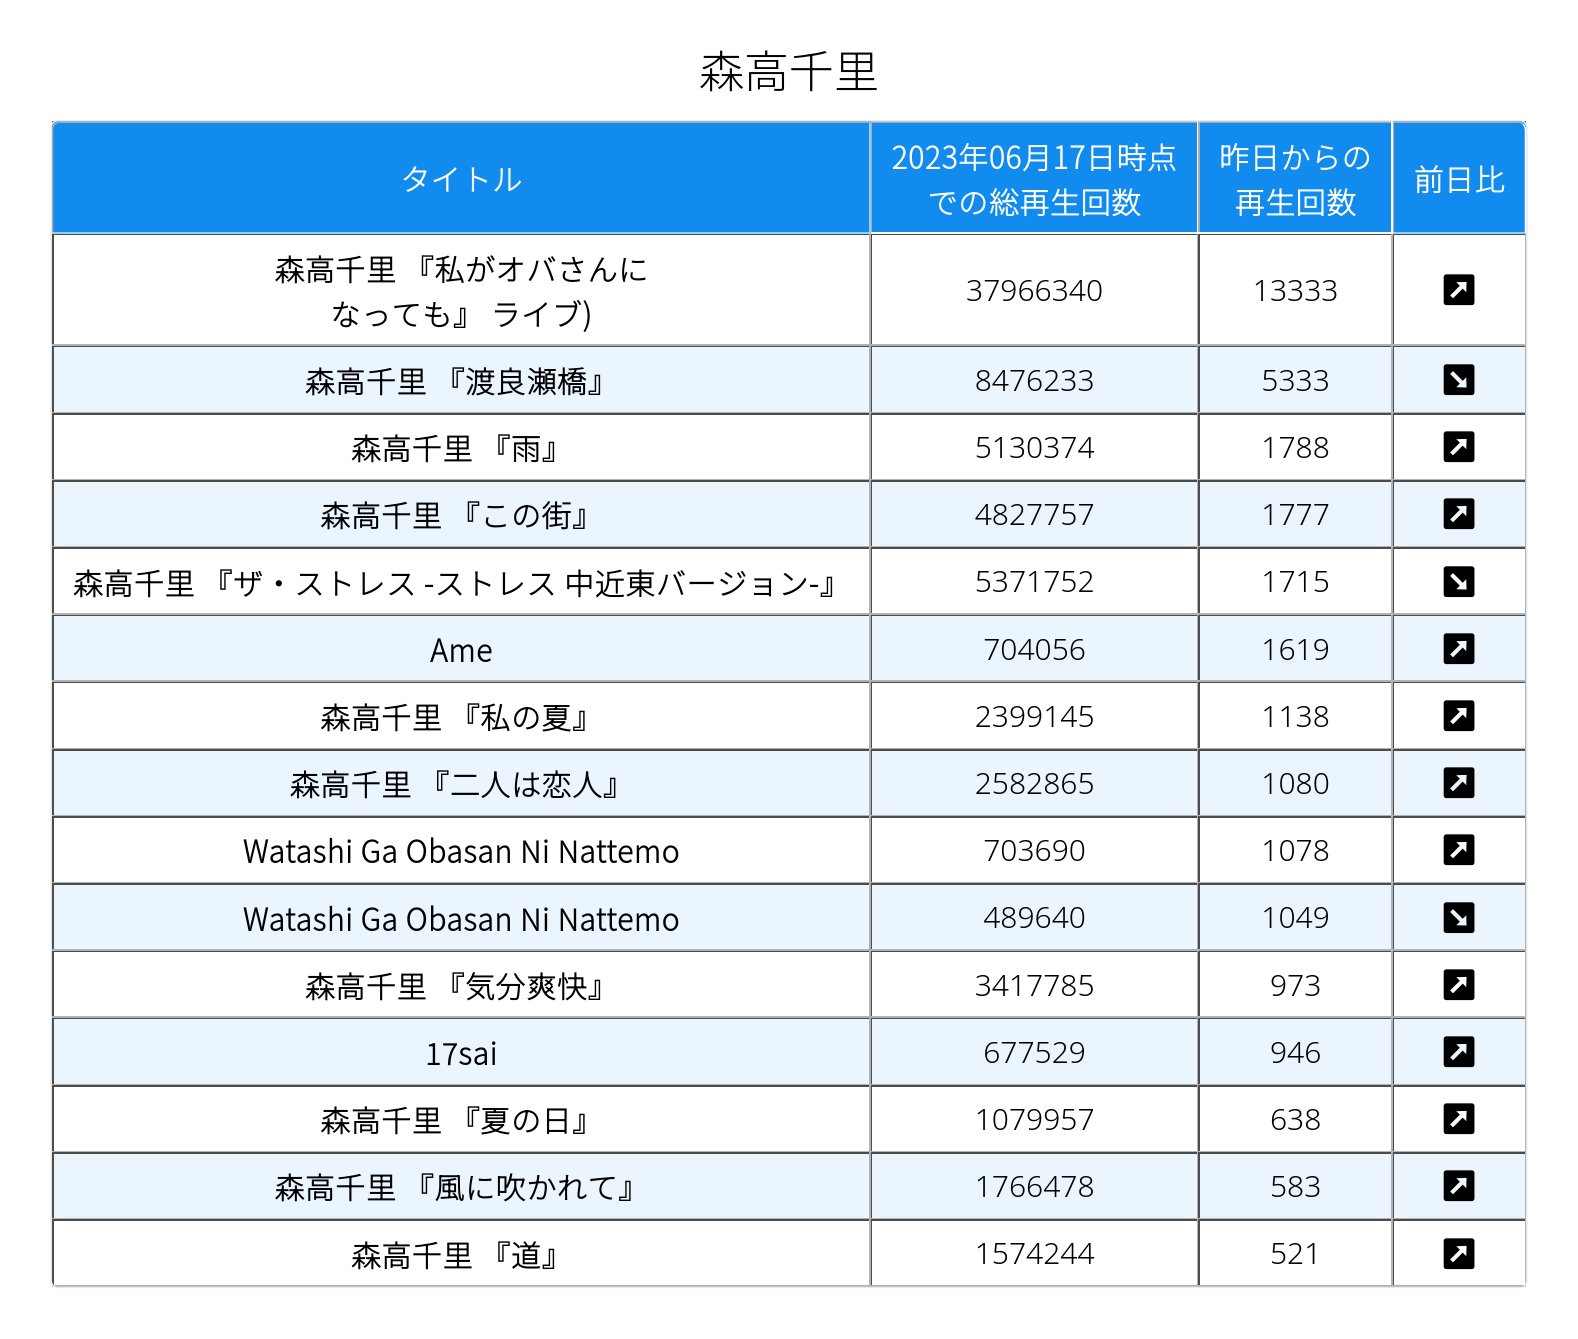 森高千里
タイトル
2023年06月17日時点
での総再生回数
昨日からの
再生回数
前日比
森高千里 『私がオバさんに
なっても』 ライブ)
37966340
13333
森高千里 『渡良瀬橋』
8476233
5333
森高千里 『雨』
5130374
1788
森高千里 『この街』
4827757
1777
森高千里 『ザ・ストレス -ストレス 中近東バージョン-』
5371752
1715
Ame
704056
1619
森高千里 『私の夏』
2399145
1138
森高千里 『二人は恋人』
2582865
1080
Watashi Ga Obasan Ni Nattemo
703690
1078
Watashi Ga Obasan Ni Nattemo
489640
1049
森高千里 『気分爽快』
3417785
973
17sai
677529
946
森高千里 『夏の日』
1079957
638
森高千里 『風に吹かれて』
1766478
583
森高千里 『道』
1574244
521